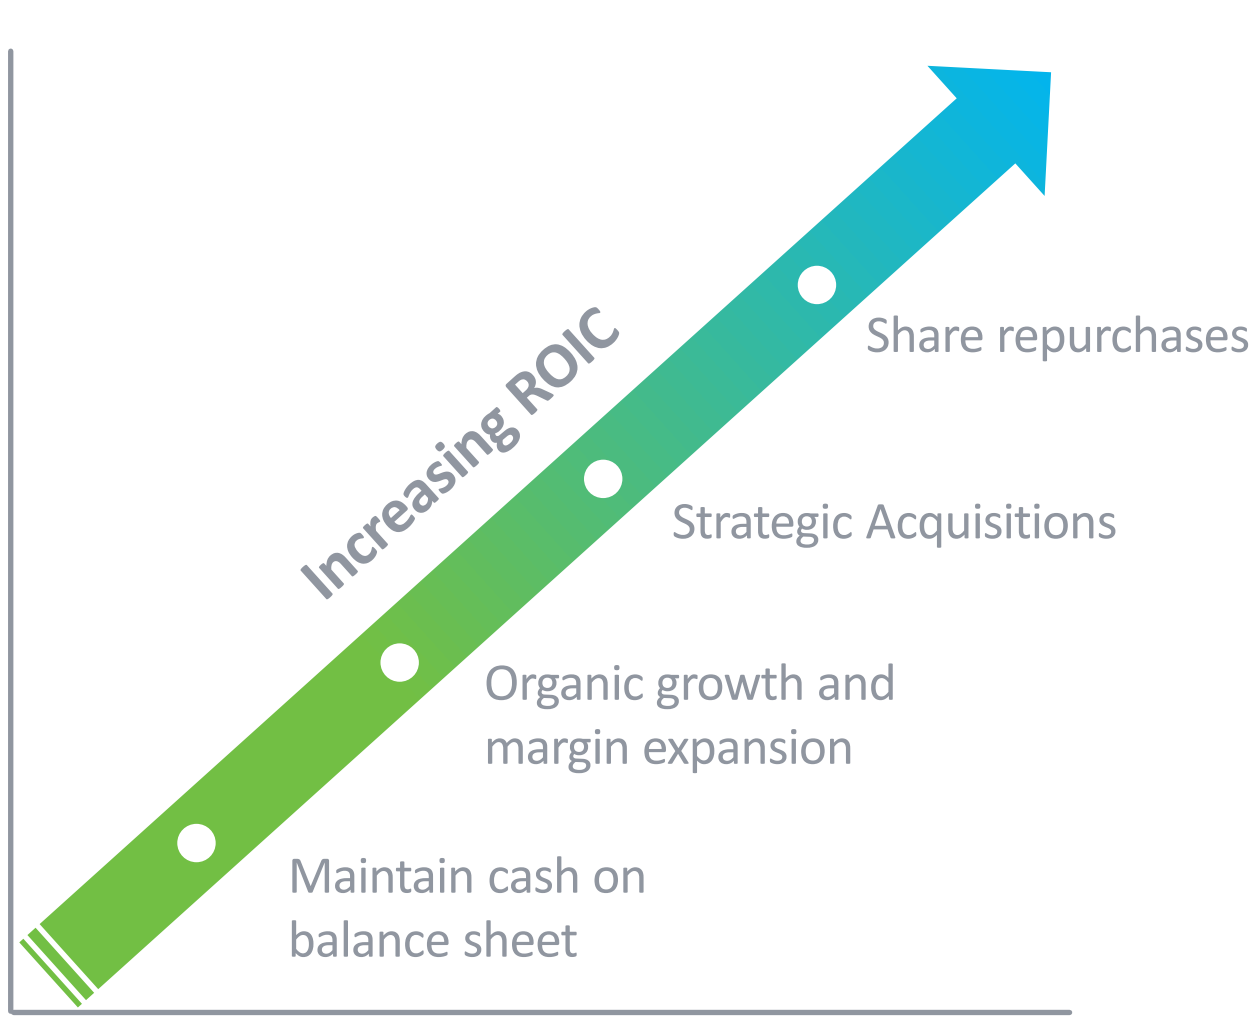 Increasing ROIC
Share repurchases
Strategic Acquisitions
Organic growth and
margin expansion
Maintain cash on
balance sheet